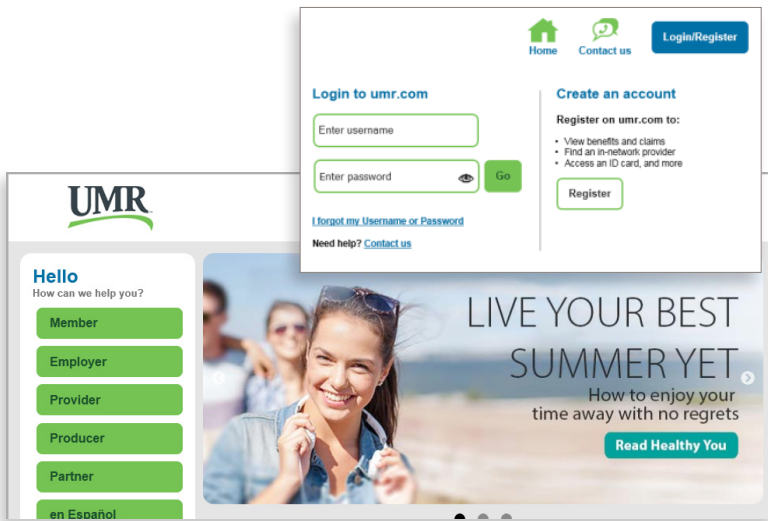 Home
Contact us
Login/Register
Login to umr.com
Enter username
Enter password
Go
I forgot my Username or Password
Need help? Contact us
Create an account
Register on umr.com to:
• View benefits and claims
• Find an in-network provider
• Access an ID card, and more
Register
UMR
Hello
How can we help you?
Member
Employer
Provider
Producer
Partner
en Español
LIVE YOUR BEST
SUMMER YET
How to enjoy your
time away with no regrets
Read Healthy You